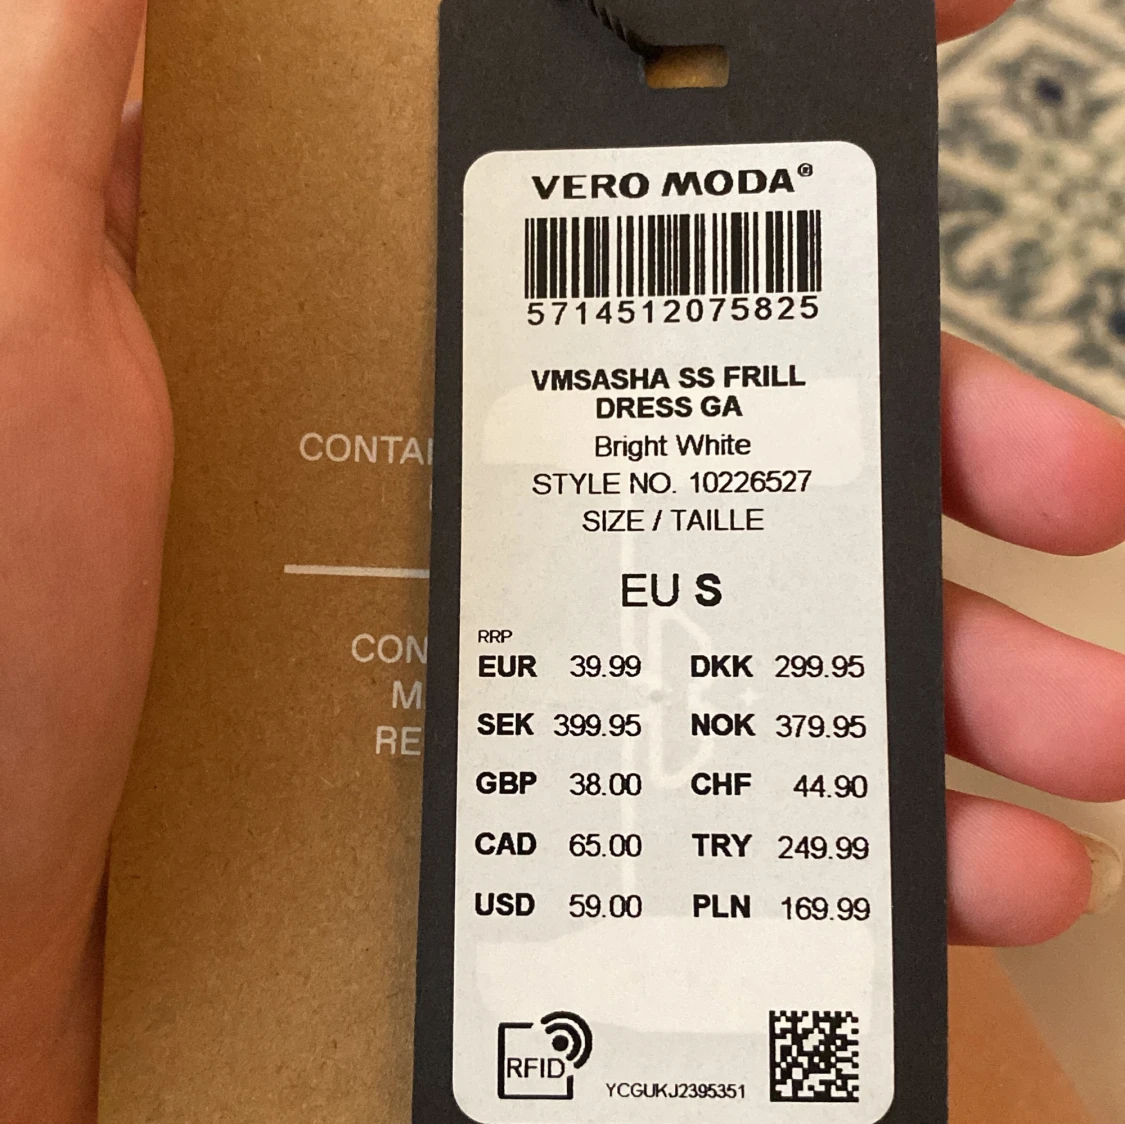 VERO MODA®
5714512075825
VMSASHA SS FRILL
DRESS GA
Bright White
STYLE NO. 10226527
SIZE / TAILLE
EU S
RRP
EUR 39.99 DKK 299.95
SEK 399.95 NOK 379.95
GBP 38.00 CHF 44.90
CAD 65.00 TRY 249.99
USD 59.00 PLN 169.99
RFID
YCGUKJ2395351